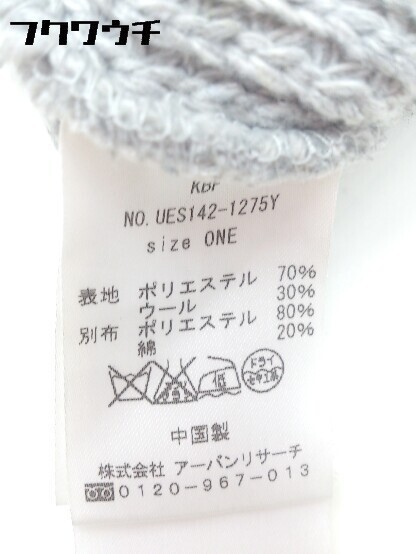 フクワウチ
KBF
NO. UES142-1275Y
size ONE
表地 ポリエステル 70%
ウール 30%
別布 ポリエステル 80%
綿 20%
低
ドライ
中国製
株式会社 アーバンリサーチ
0120-967-013